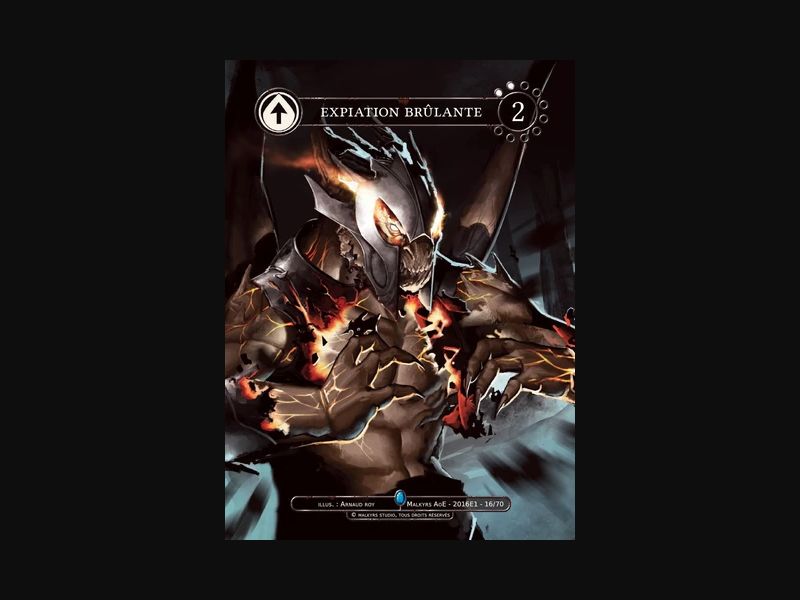 EXPIATION BRÛLANTE
2
ILLUS. : ARNAUD ROY
MALKYRS AOE - 2016E1 - 16/70
© MALKYRS STUDIO, TOUS DROITS RÉSERVÉS